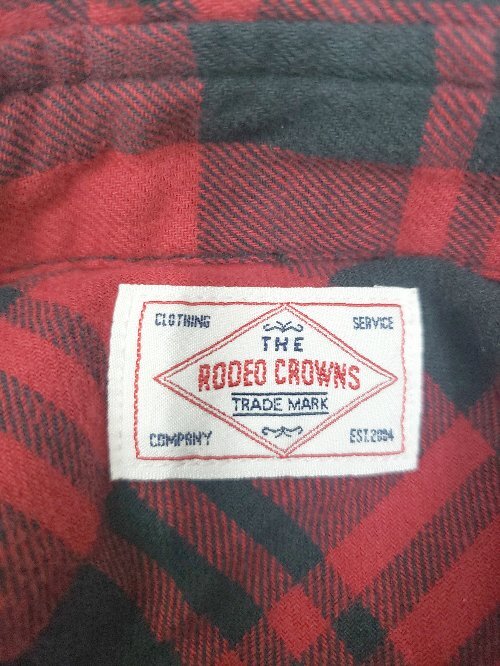 CLOTHING SERVICE
THE
RODEO CROWNS
TRADE MARK
COMPANY EST.2004